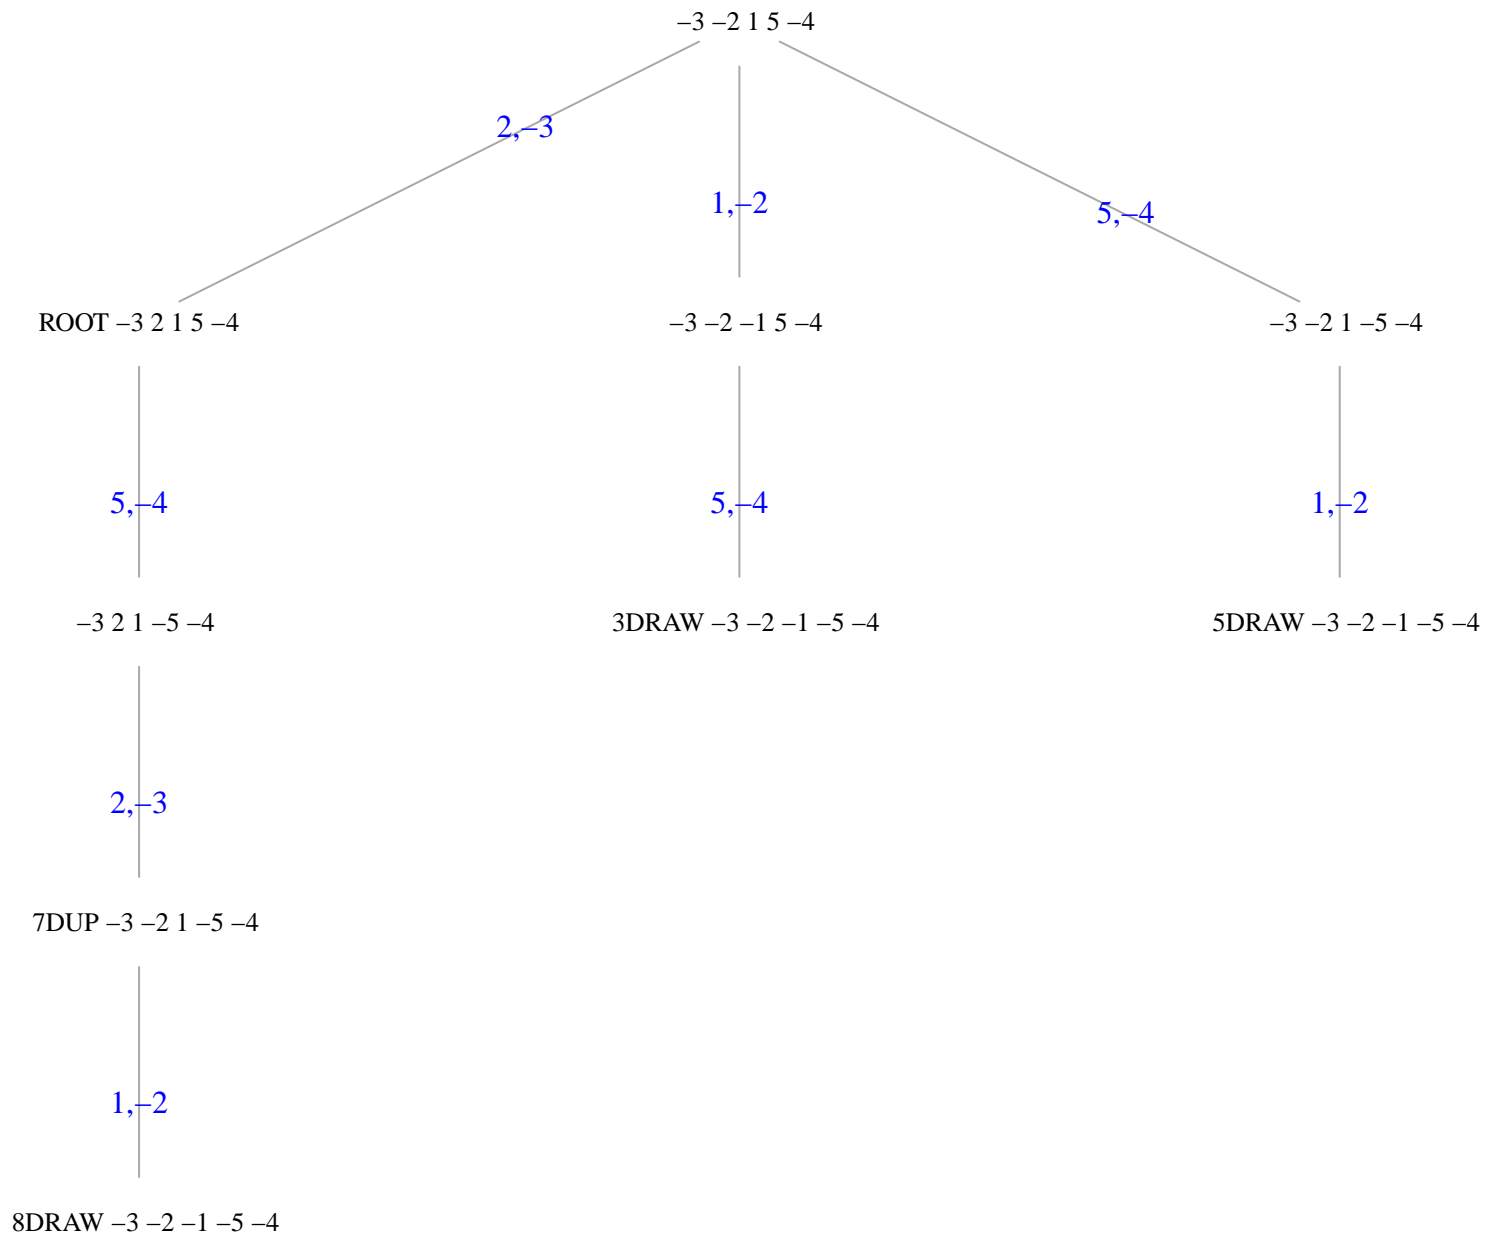 –3 –2 1 5 –4
2,–3
1,–2
5,–4
ROOT –3 2 1 5 –4
–3 –2 –1 5 –4
–3 –2 1 –5 –4
5,–4
5,–4
1,–2
–3 2 1 –5 –4
3DRAW –3 –2 –1 –5 –4
5DRAW –3 –2 –1 –5 –4
2,–3
7DUP –3 –2 1 –5 –4
1,–2
8DRAW –3 –2 –1 –5 –4